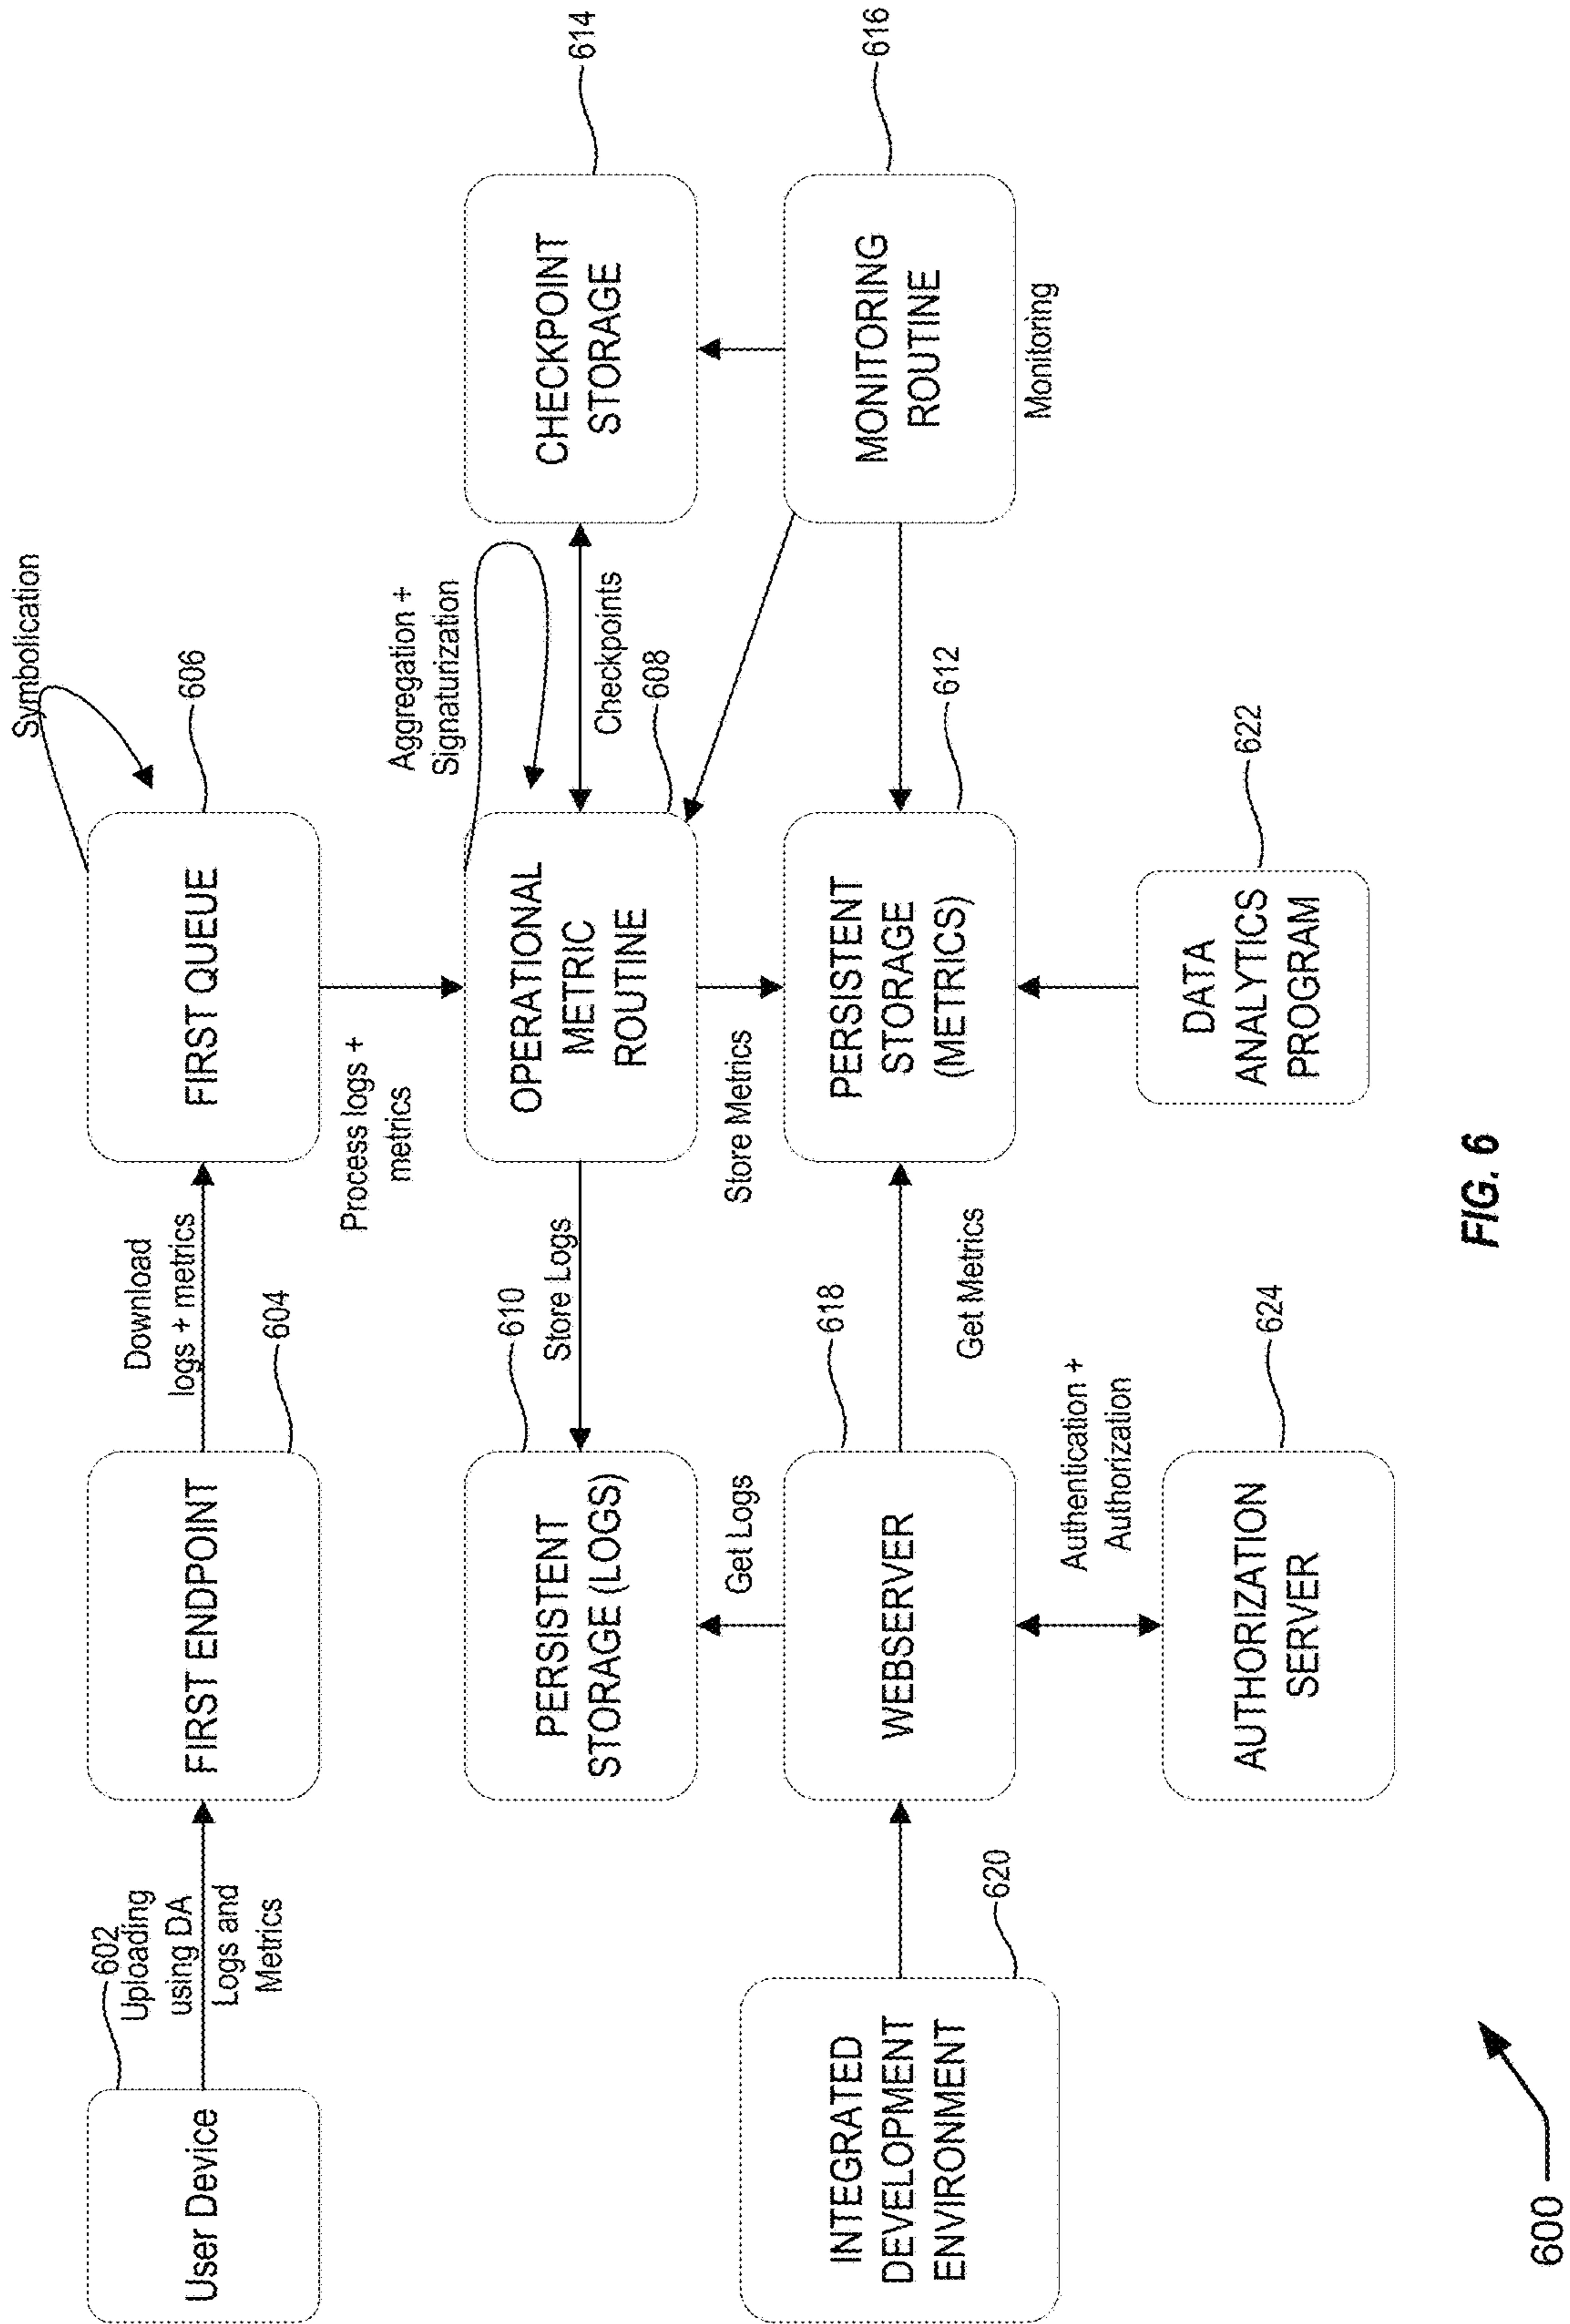 Symbolication
602
Uploading
using DA
Logs and
Metrics
User Device
FIRST ENDPOINT
604
Download
logs + metrics
FIRST QUEUE
606
Process logs +
metrics
Aggregation +
Signaturization
PERSISTENT
STORAGE (LOGS)
610
Store Logs
OPERATIONAL
METRIC
ROUTINE
608
Checkpoints
CHECKPOINT
STORAGE
614
Get Logs
Store Metrics
INTEGRATED
DEVELOPMENT
ENVIRONMENT
620
WEBSERVER
618
Get Metrics
PERSISTENT
STORAGE
(METRICS)
612
MONITORING
ROUTINE
616
Monitoring
Authentication +
Authorization
AUTHORIZATION
SERVER
624
DATA
ANALYTICS
PROGRAM
622
600
FIG. 6